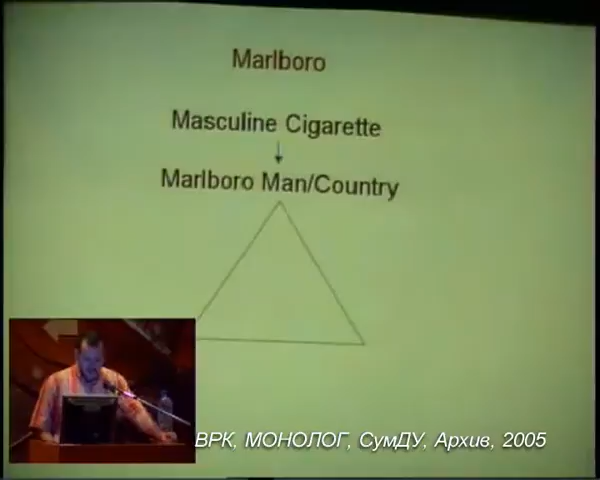 Marlboro
Masculine Cigarette
Marlboro Man/Country
ВРК, МОНОЛОГ, СумДУ, Архив, 2005